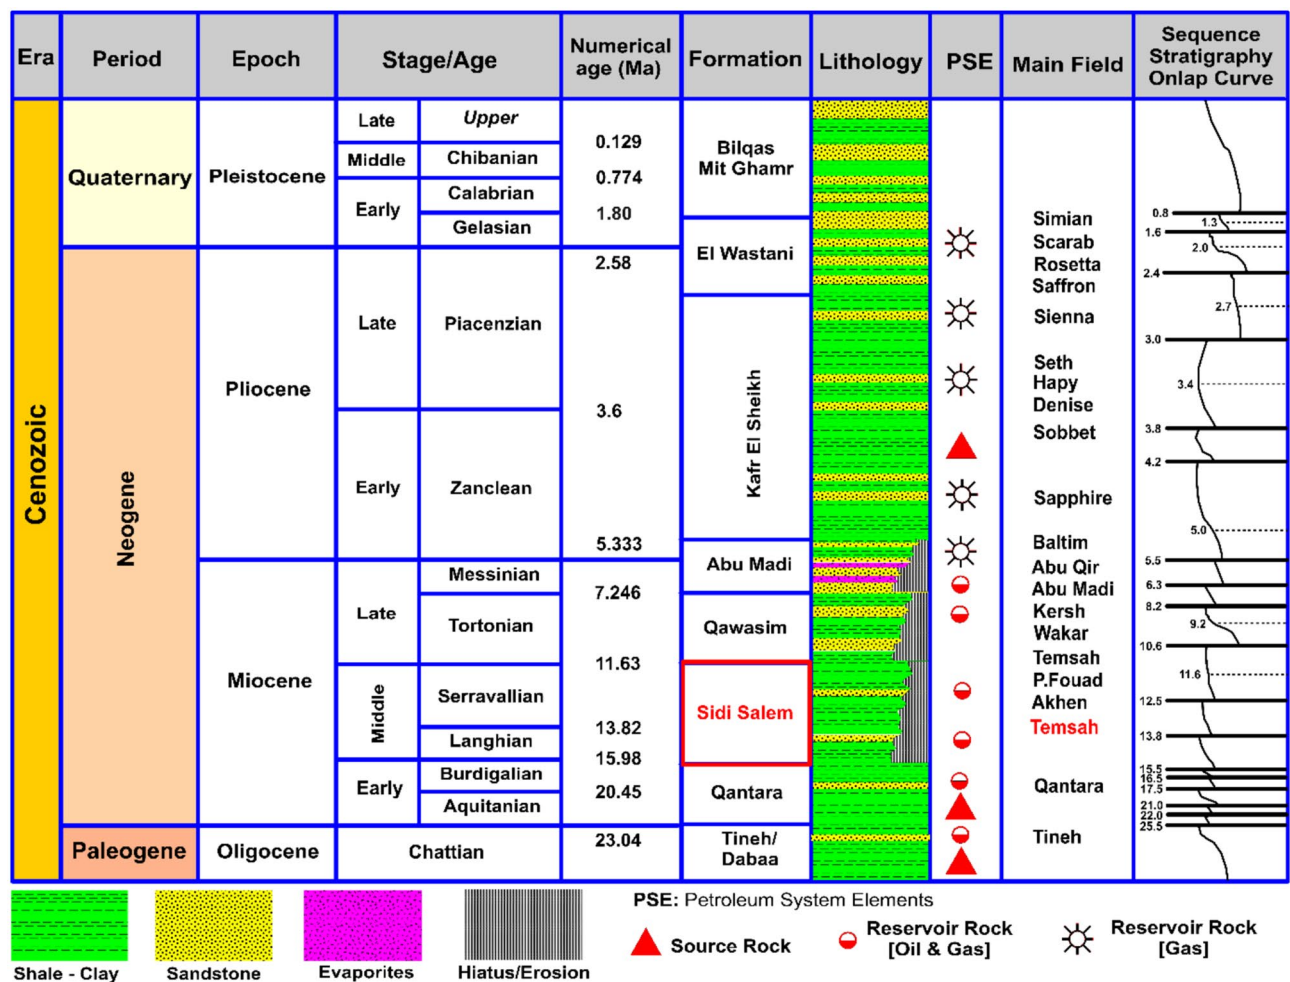 Era
Period
Epoch
Stage/Age
Numerical
age (Ma)
Formation
Lithology
PSE
Main Field
Sequence
Stratigraphy
Onlap Curve
Cenozoic
Quaternary
Neogene
Paleogene
Pleistocene
Pliocene
Miocene
Oligocene
Late
Middle
Early
Late
Early
Late
Middle
Early
Upper
Chibanian
Calabrian
Gelasian
Piacenzian
Zanclean
Messinian
Tortonian
Serravallian
Langhian
Burdigalian
Aquitanian
Chattian
0.129
0.774
1.80
2.58
3.6
5.333
7.246
11.63
13.82
15.98
20.45
23.04
Bilqas
Mit Ghamr
El Wastani
Kafr El Sheikh
Abu Madi
Qawasim
Sidi Salem
Qantara
Tineh/
Dabaa
Simian
Scarab
Rosetta
Saffron
Sienna
Seth
Hapy
Denise
Sobbet
Sapphire
Baltim
Abu Qir
Abu Madi
Kersh
Wakar
Temsah
P.Fouad
Akhen
Temsah
Qantara
Tineh
0.8
1.3
1.6
2.0
2.4
2.7
3.0
3.4
3.8
4.2
5.0
5.5
6.3
8.2
9.2
10.6
11.6
12.5
13.8
15.5
16.5
17.5
21.0
22.0
25.5
Shale - Clay
Sandstone
Evaporites
Hiatus/Erosion
PSE: Petroleum System Elements
Source Rock
Reservoir Rock
[Oil & Gas]
Reservoir Rock
[Gas]